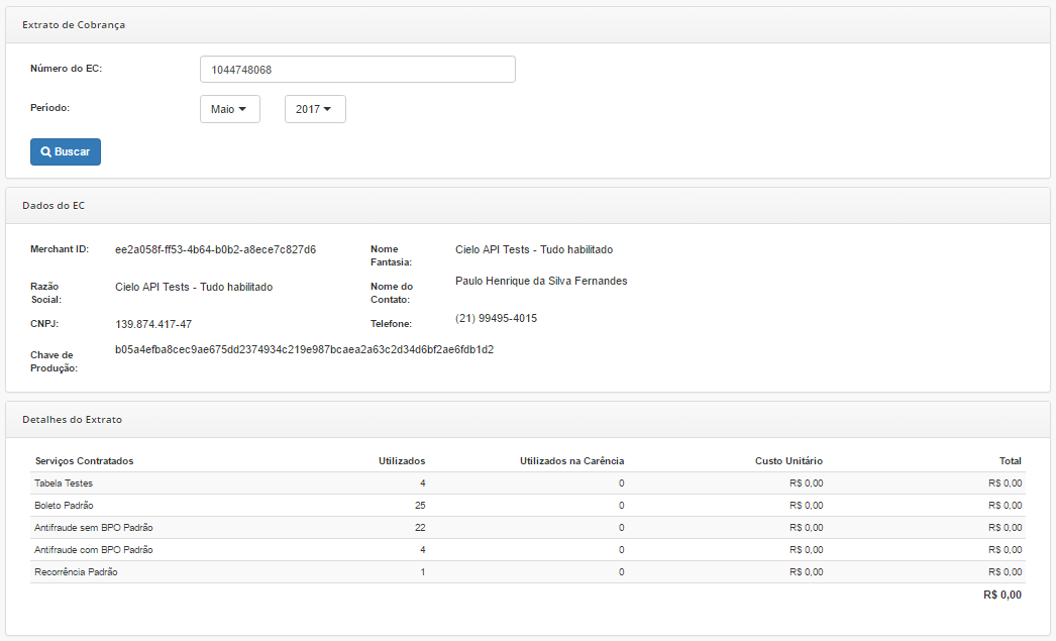 Extrato de Cobrança
Número do EC: 1044748068
Período: Maio 2017
Buscar
Dados do EC
Merchant ID: ee2a058f-ff53-4b64-b0b2-a8ece7c827d6 Nome Fantasia: Cielo API Tests - Tudo habilitado
Razão Social: Cielo API Tests - Tudo habilitado Nome do Contato: Paulo Henrique da Silva Fernandes
CNPJ: 139.874.417-47 Telefone: (21) 99495-4015
Chave de Produção: b05a4efba8cec9ae675dd2374934c219e987bcaea2a63c2d34d6bf2ae6fdb1d2
Detalhes do Extrato
Serviços Contratados Utilizados Utilizados na Carência Custo Unitário Total
Tabela Testes 4 0 R$ 0,00 R$ 0,00
Boleto Padrão 25 0 R$ 0,00 R$ 0,00
Antifraude sem BPO Padrão 22 0 R$ 0,00 R$ 0,00
Antifraude com BPO Padrão 4 0 R$ 0,00 R$ 0,00
Recorrência Padrão 1 0 R$ 0,00 R$ 0,00
R$ 0,00